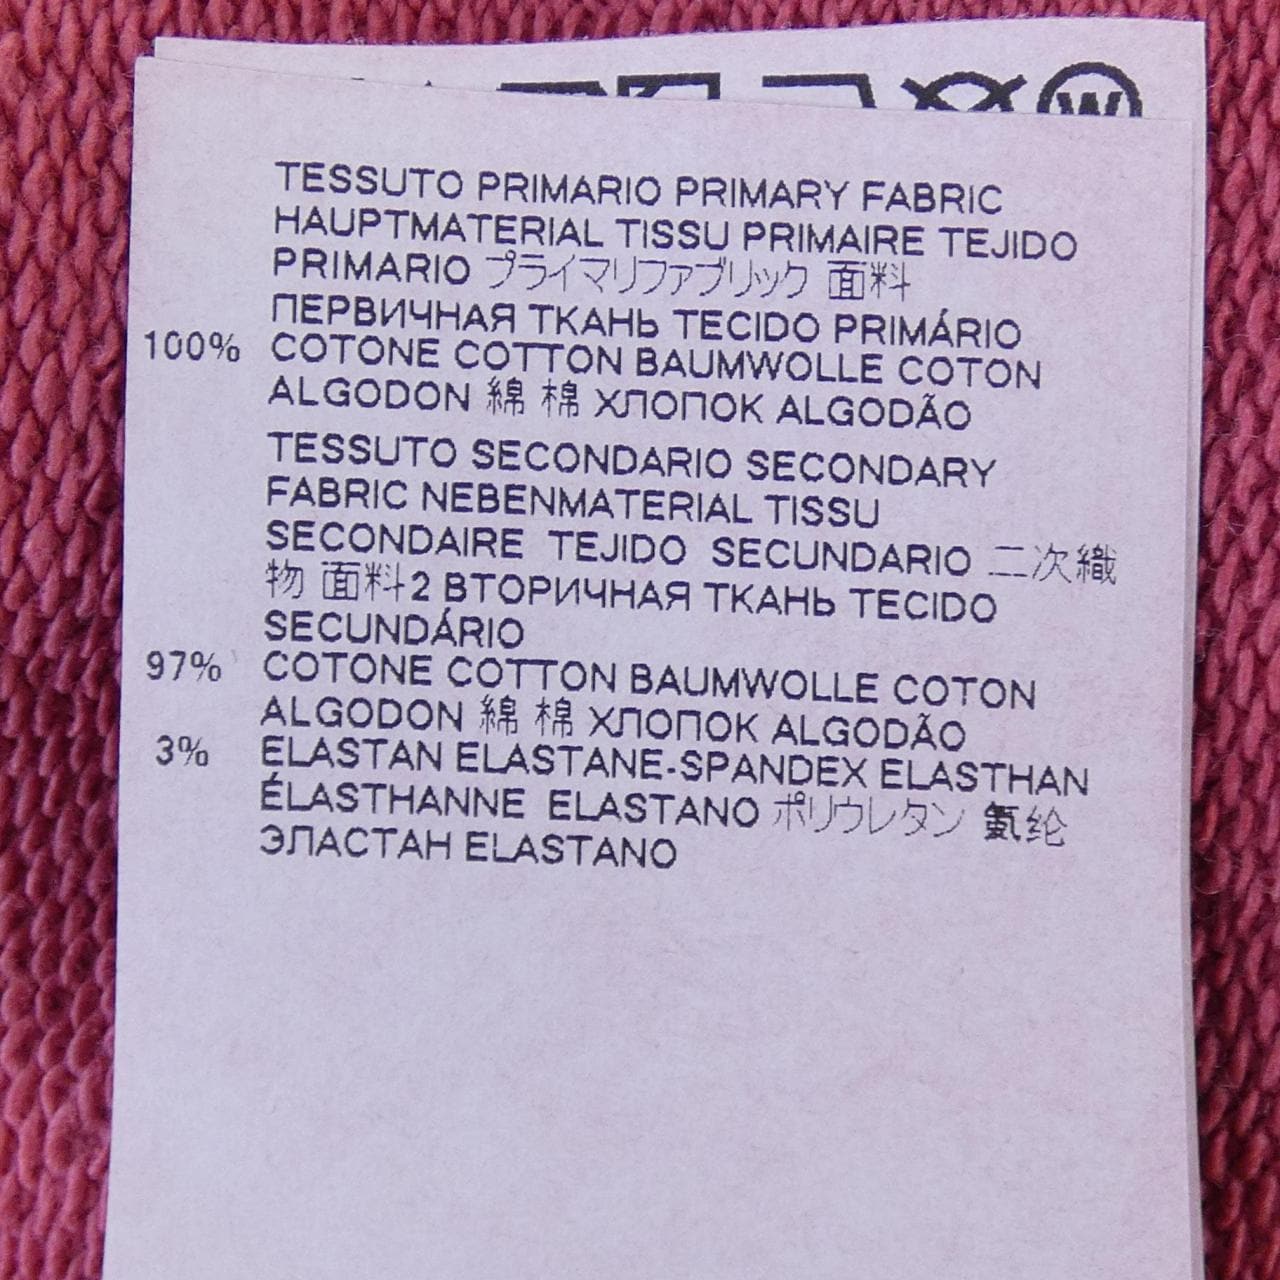 W
TESSUTO PRIMARIO PRIMARY FABRIC
HAUPTMATERIAL TISSU PRIMAIRE TEJIDO
PRIMARIO プライマリファブリック 面料
ПЕРВИЧНАЯ ТКАНЬ TECIDO PRIMÁRIO
100% COTONE COTTON BAUMWOLLE COTON
ALGODON 綿 棉 ХЛОПОК ALGODÃO
TESSUTO SECONDARIO SECONDARY
FABRIC NEBENMATERIAL TISSU
SECONDAIRE TEJIDO SECUNDARIO 二次織
物 面料2 ВТОРИЧНАЯ ТКАНЬ TECIDO
SECUNDÁRIO
97% COTONE COTTON BAUMWOLLE COTON
ALGODON 綿 棉 ХЛОПОК ALGODÃO
3% ELASTAN ELASTANE-SPANDEX ELASTHAN
ÉLASTHANNE ELASTANO ポリウレタン 氨纶
ЭЛАСТАН ELASTANO